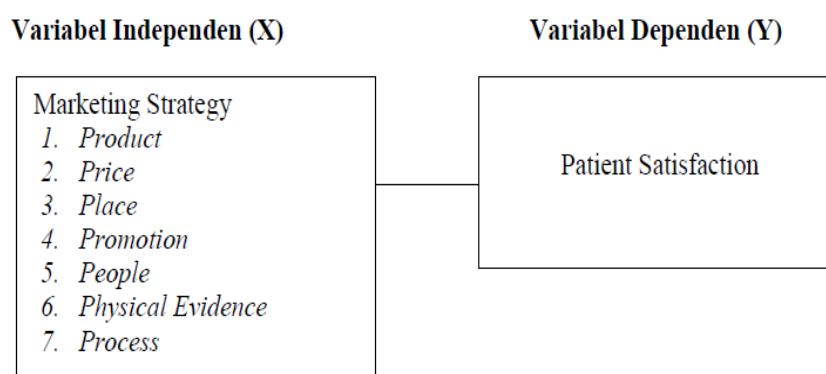 Variabel Independen (X)
Variabel Dependen (Y)
Marketing Strategy
1. Product
2. Price
3. Place
4. Promotion
5. People
6. Physical Evidence
7. Process
Patient Satisfaction